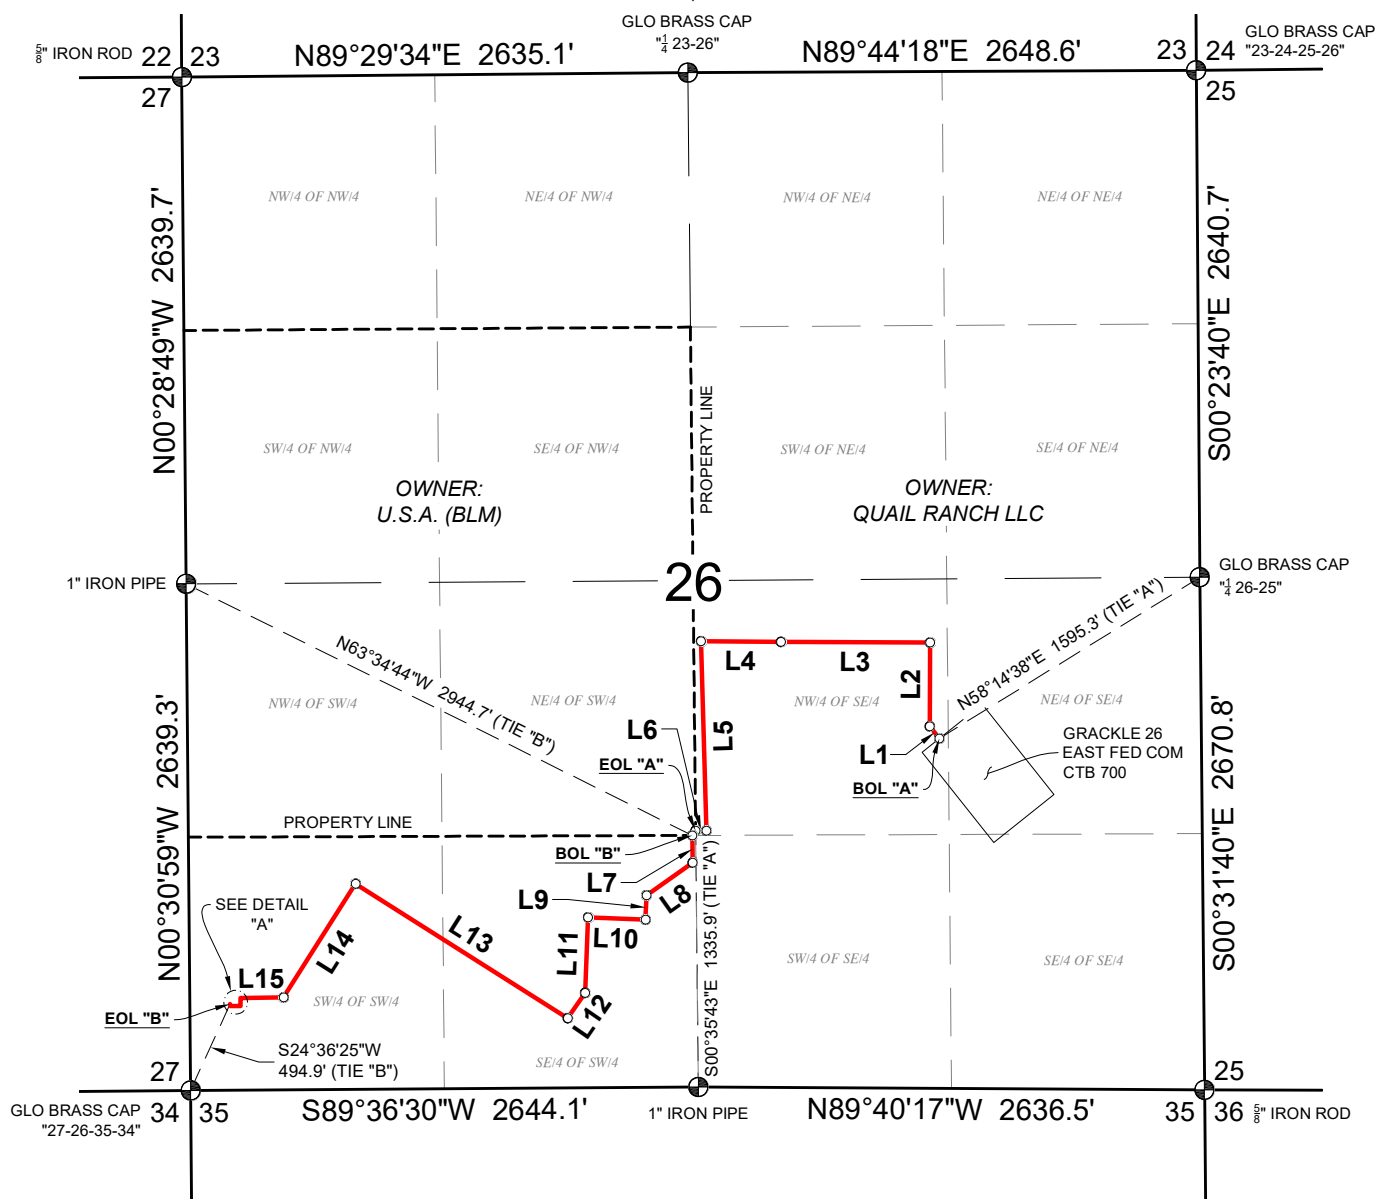 GLO BRASS CAP
"1/4 23-26"
5/8" IRON ROD
22 23
N89°29'34"E 2635.1'
N89°44'18"E 2648.6'
23 24
GLO BRASS CAP
"23-24-25-26"
27
25
NW/4 OF NW/4
NE/4 OF NW/4
NW/4 OF NE/4
NE/4 OF NE/4
N00°28'49"W 2639.7'
S00°23'40"E 2640.7'
PROPERTY LINE
SW/4 OF NW/4
SE/4 OF NW/4
SW/4 OF NE/4
SE/4 OF NE/4
OWNER:
U.S.A. (BLM)
OWNER:
QUAIL RANCH LLC
1" IRON PIPE
26
GLO BRASS CAP
"1/4 26-25"
N63°34'44"W 2944.7' (TIE "B")
N58°14'38"E 1595.3' (TIE "A")
L4
L3
L2
NW/4 OF SW/4
NE/4 OF SW/4
NW/4 OF SE/4
NE/4 OF SE/4
L6
L5
L1
EOL "A"
BOL "A"
GRACKLE 26
EAST FED COM
CTB 700
N00°30'59"W 2639.3'
S00°31'40"E 2670.8'
PROPERTY LINE
BOL "B"
L7
L8
L9
L10
S00°35'43"E 1335.9' (TIE "A")
SEE DETAIL
"A"
L13
L14
L11
L12
L15
SW/4 OF SW/4
SE/4 OF SW/4
SW/4 OF SE/4
SE/4 OF SE/4
EOL "B"
S24°36'25"W
494.9' (TIE "B")
27
25
GLO BRASS CAP
"27-26-35-34"
34 35
S89°36'30"W 2644.1'
1" IRON PIPE
N89°40'17"W 2636.5'
35 36
5/8" IRON ROD